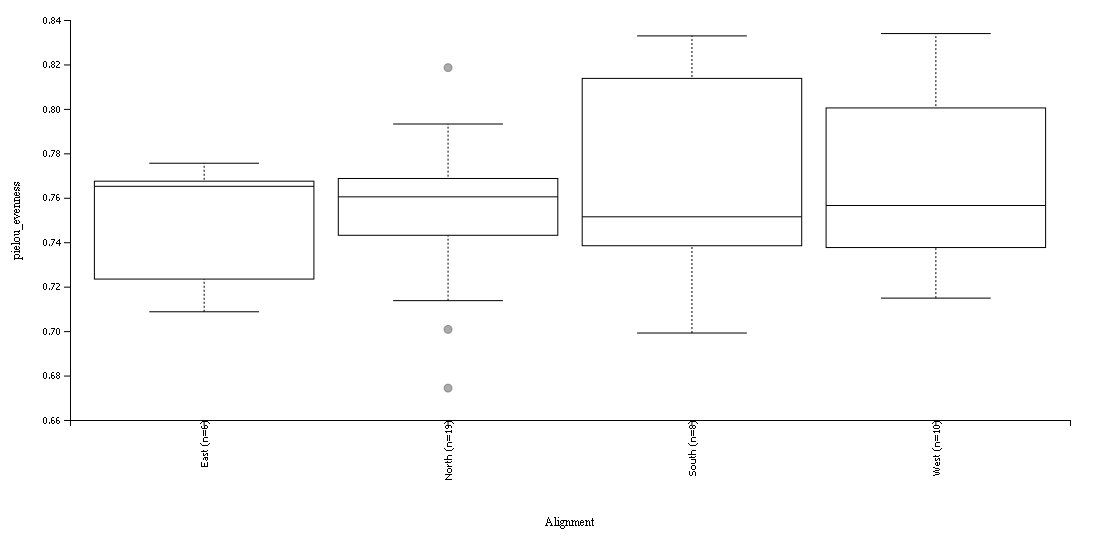 0.84
0.82
0.80
0.78
0.76
0.74
0.72
0.70
0.68
0.66
pielou_evenness
East (n=6)
North (n=19)
South (n=8)
West (n=10)
Alignment